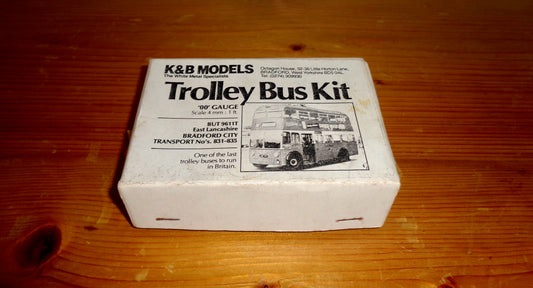 K&B MODELS
The White Metal Specialists
Octagon House, 32-36 Little Horton Lane,
BRADFORD, West Yorkshire BD5 0AL.
Tel: (0274) 309936
Trolley Bus Kit
'00' GAUGE
Scale 4 mm : 1 ft.
BUT 9611T
East Lancashire
BRADFORD CITY
TRANSPORT No's. 831-835
One of the last
trolley buses to run
in Britain.